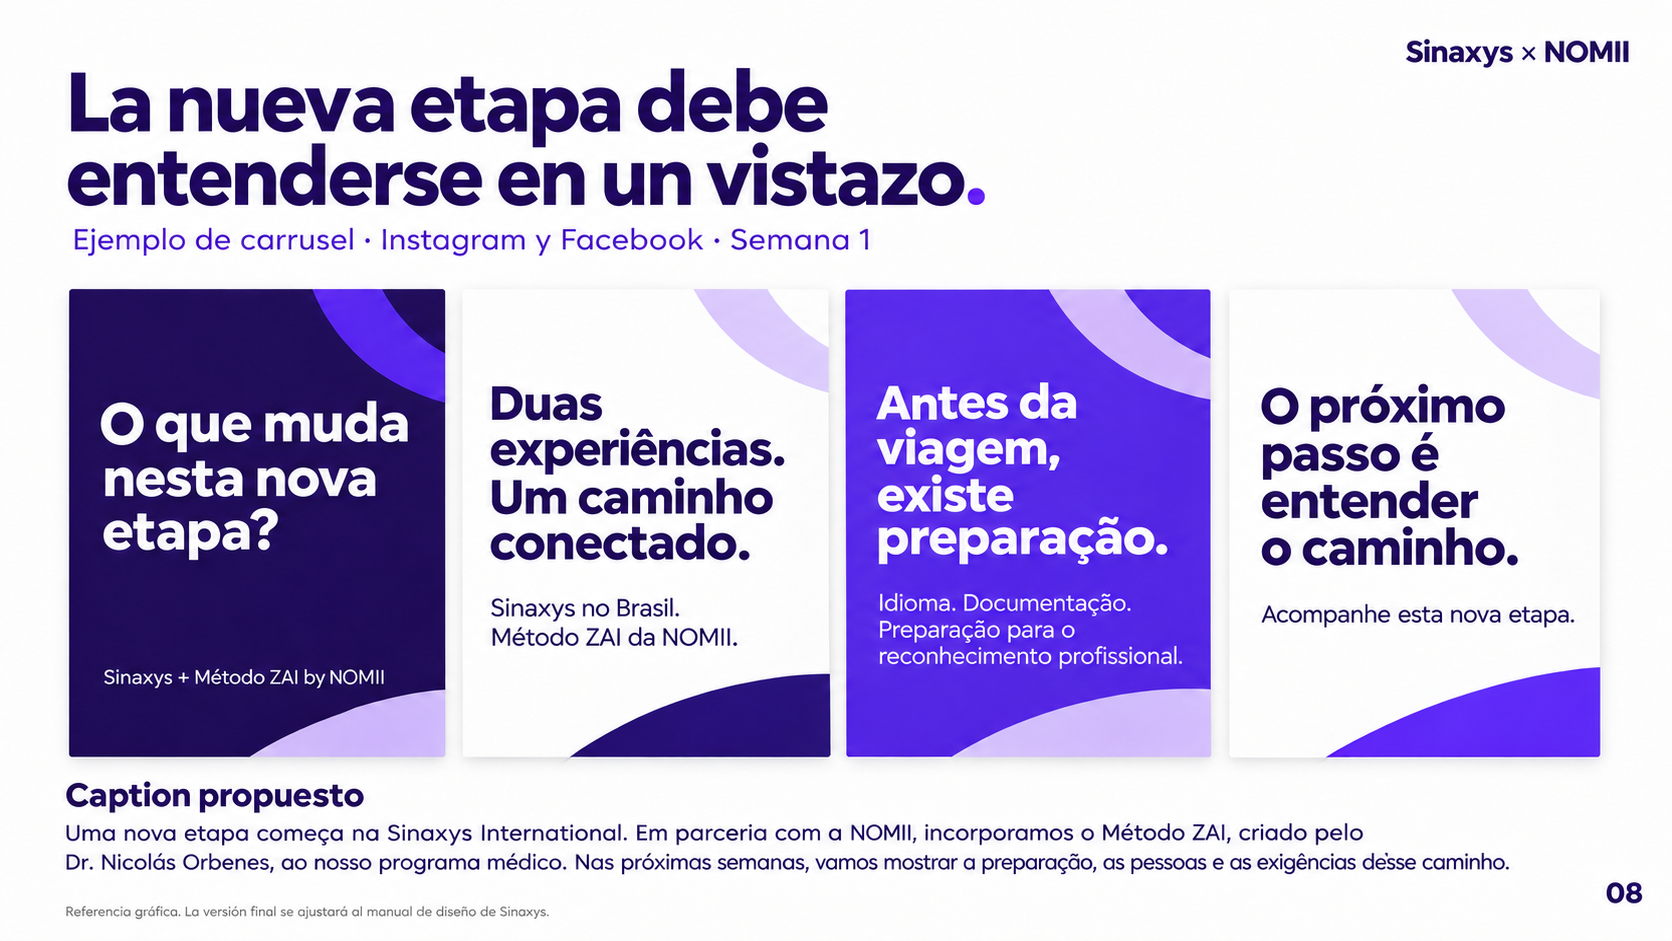 Sinaxys × NOMII
La nueva etapa debe
entenderse en un vistazo.
Ejemplo de carrusel · Instagram y Facebook · Semana 1
O que muda
nesta nova
etapa?
Sinaxys + Método ZAI by NOMII
Duas
experiências.
Um caminho
conectado.
Sinaxys no Brasil.
Método ZAI da NOMII.
Antes da
viagem,
existe
preparação.
Idioma. Documentação.
Preparação para o
reconhecimento profissional.
O próximo
passo é
entender
o caminho.
Acompanhe esta nova etapa.
Caption propuesto
Uma nova etapa começa na Sinaxys International. Em parceria com a NOMII, incorporamos o Método ZAI, criado pelo
Dr. Nicolás Orbenes, ao nosso programa médico. Nas próximas semanas, vamos mostrar a preparação, as pessoas e as exigências desse caminho.
08
Referencia gráfica. La versión final se ajustará al manual de diseño de Sinaxys.